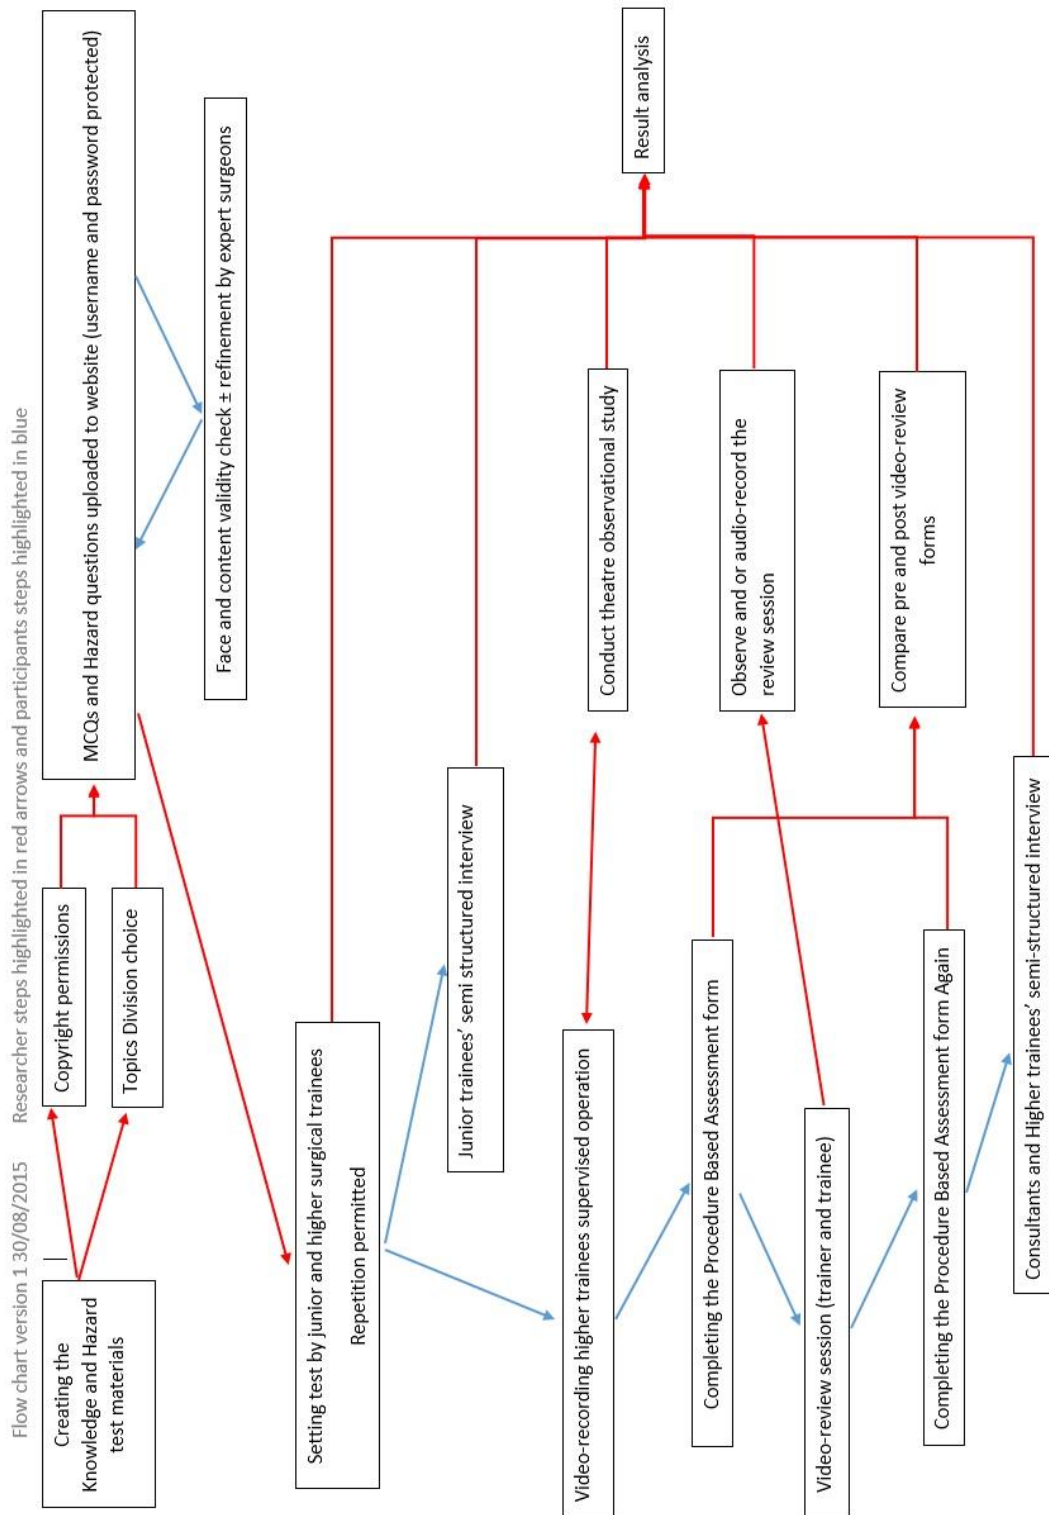 Flow chart version 1 30/08/2015
Researcher steps highlighted in red arrows and participants steps highlighted in blue
Creating the
Knowledge and Hazard
test materials
Copyright permissions
Topics Division choice
MCQs and Hazard questions uploaded to website (username and password protected)
Face and content validity check ± refinement by expert surgeons
Setting test by junior and higher surgical trainees
Repetition permitted
Junior trainees’ semi structured interview
Video-recording higher trainees supervised operation
Conduct theatre observational study
Completing the Procedure Based Assessment form
Observe and or audio-record the
review session
Video-review session (trainer and trainee)
Compare pre and post video-review
forms
Completing the Procedure Based Assessment form Again
Consultants and Higher trainees’ semi-structured interview
Result analysis